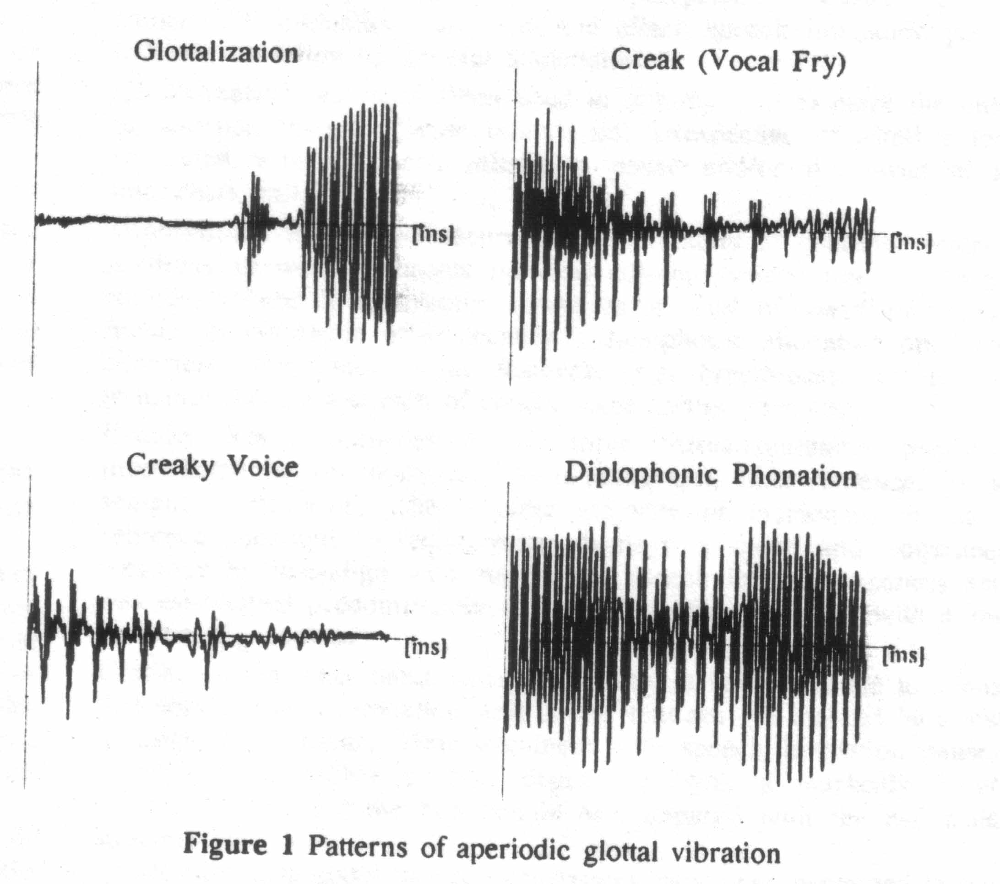 Glottalization
Creak (Vocal Fry)
[ms]
[ms]
Creaky Voice
Diplophonic Phonation
[ms]
[ms]
Figure 1 Patterns of aperiodic glottal vibration